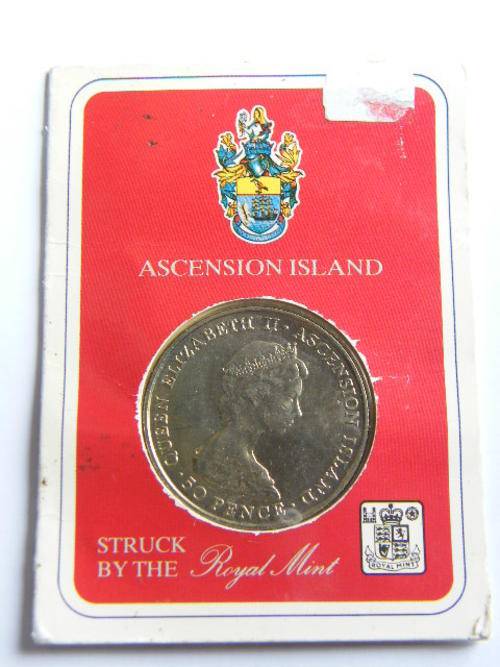 ASCENSION ISLAND
· QUEEN ELIZABETH II · ASCENSION ISLAND
· 50 PENCE ·
STRUCK
BY THE Royal Mint
ROYAL MINT